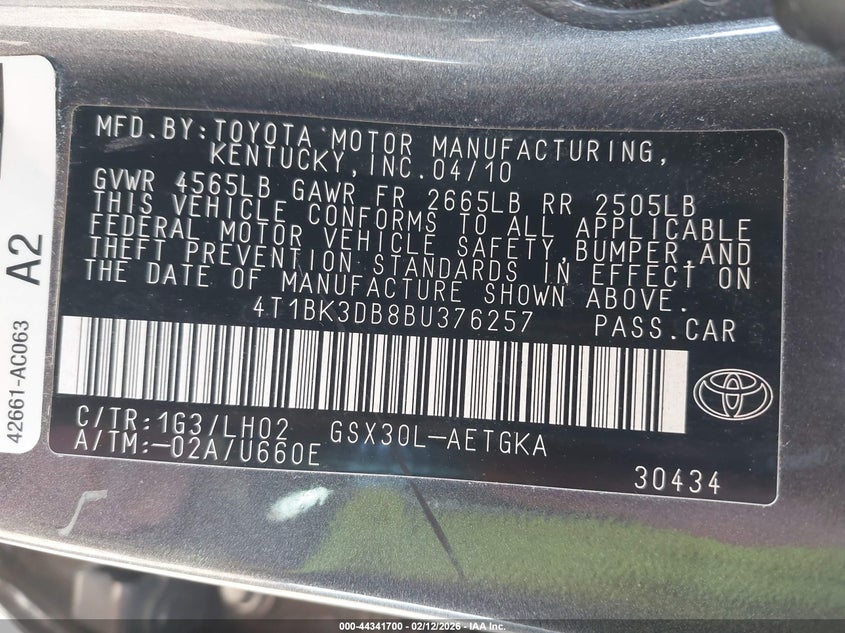 MFD.BY:TOYOTA MOTOR MANUFACTURING,
KENTUCKY,INC.04/10
GVWR 4565LB GAWR FR 2665LB RR 2505LB
THIS VEHICLE CONFORMS TO ALL APPLICABLE
FEDERAL MOTOR VEHICLE SAFETY,BUMPER,AND
THEFT PREVENTION STANDARDS IN EFFECT ON
THE DATE OF MANUFACTURE SHOWN ABOVE.
4T1BK3DB8BU376257 PASS.CAR
C/TR:1G3/LH02 GSX30L-AETGKA
A/TM:-02A/U660E
30434
42661-AC063 A2
000-44341700 - 02/12/2026 - IAA Inc.